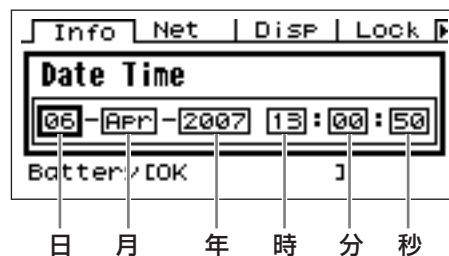 Info Net Disp Lock
Date Time
06-Apr-2007 13:00:50
Battery[OK ]
日 月 年 時 分 秒